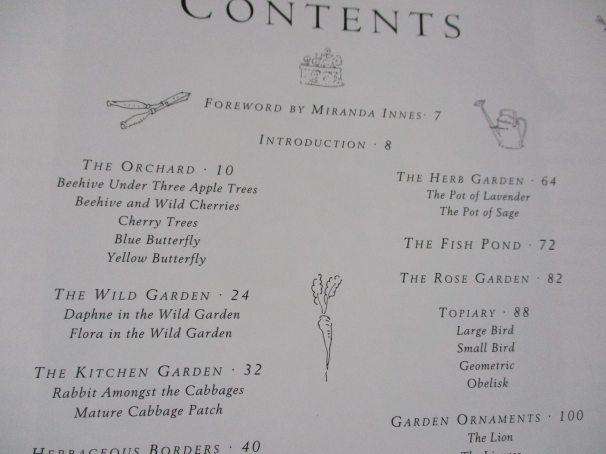 CONTENTS
FOREWORD BY MIRANDA INNES · 7
INTRODUCTION · 8
THE ORCHARD · 10
Beehive Under Three Apple Trees
Beehive and Wild Cherries
Cherry Trees
Blue Butterfly
Yellow Butterfly
THE WILD GARDEN · 24
Daphne in the Wild Garden
Flora in the Wild Garden
THE KITCHEN GARDEN · 32
Rabbit Amongst the Cabbages
Mature Cabbage Patch
HERBACEOUS BORDERS · 40
THE HERB GARDEN · 64
The Pot of Lavender
The Pot of Sage
THE FISH POND · 72
THE ROSE GARDEN · 82
TOPIARY · 88
Large Bird
Small Bird
Geometric
Obelisk
GARDEN ORNAMENTS · 100
The Lion
The